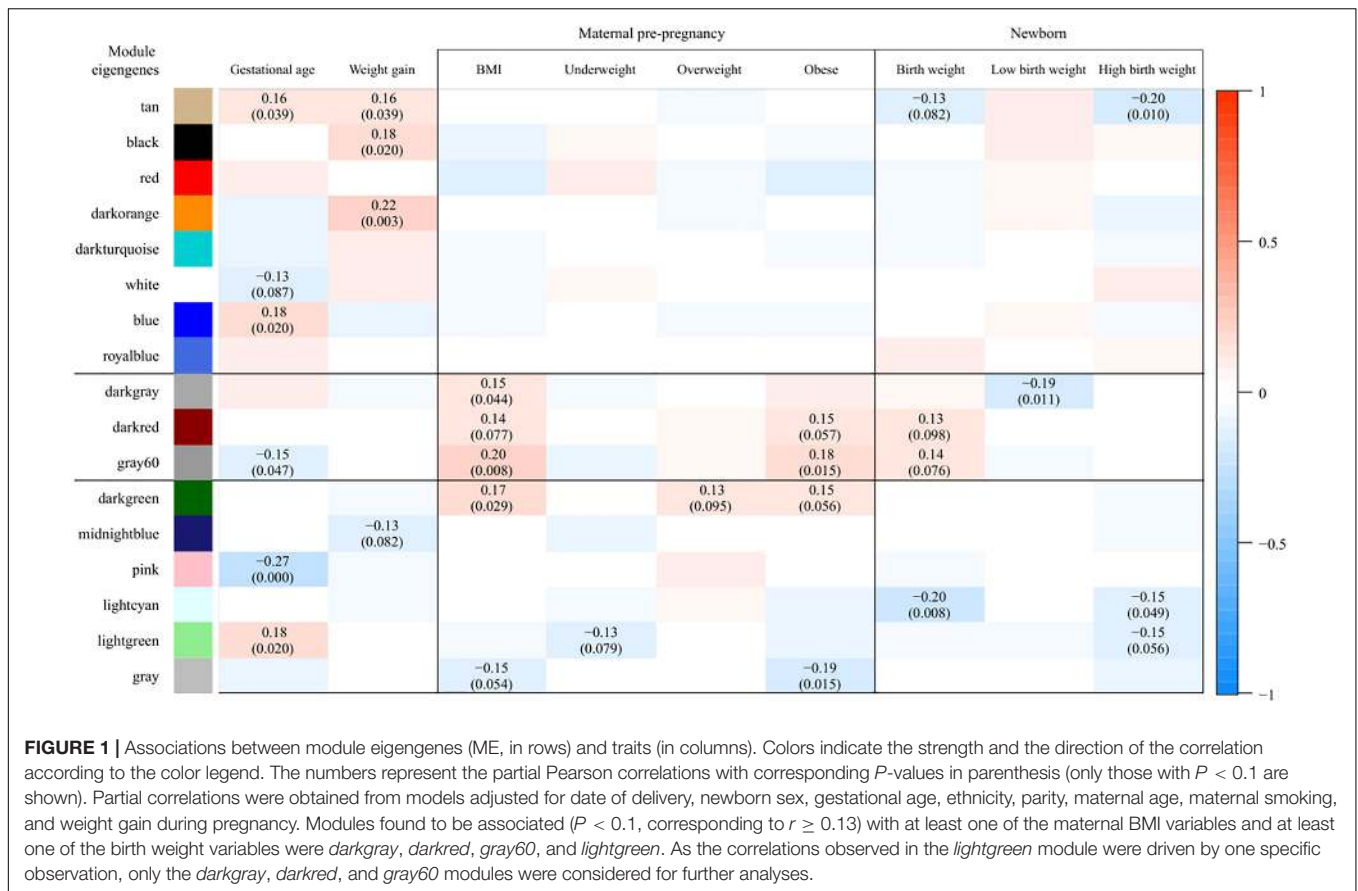 Maternal pre-pregnancy Newborn
Module
eigengenes Gestational age Weight gain BMI Underweight Overweight Obese Birth weight Low birth weight High birth weight
tan 0.16 0.16 −0.13 −0.20
(0.039) (0.039) (0.082) (0.010)
black 0.18
(0.020)
red
darkorange 0.22
(0.003)
darkturquoise
white −0.13
(0.087)
blue 0.18
(0.020)
royalblue
darkgray 0.15 −0.19
(0.044) (0.011)
darkred 0.14 0.15 0.13
(0.077) (0.057) (0.098)
gray60 −0.15 0.20 0.18 0.14
(0.047) (0.008) (0.015) (0.076)
darkgreen 0.17 0.13 0.15
(0.029) (0.095) (0.056)
midnightblue −0.13
(0.082)
pink −0.27
(0.000)
lightcyan −0.20 −0.15
(0.008) (0.049)
lightgreen 0.18 −0.13 −0.15
(0.020) (0.079) (0.056)
gray −0.15 −0.19
(0.054) (0.015)
1
0.5
0
−0.5
−1
FIGURE 1 | Associations between module eigengenes (ME, in rows) and traits (in columns). Colors indicate the strength and the direction of the correlation
according to the color legend. The numbers represent the partial Pearson correlations with corresponding P-values in parenthesis (only those with P < 0.1 are
shown). Partial correlations were obtained from models adjusted for date of delivery, newborn sex, gestational age, ethnicity, parity, maternal age, maternal smoking,
and weight gain during pregnancy. Modules found to be associated (P < 0.1, corresponding to r ≥ 0.13) with at least one of the maternal BMI variables and at least
one of the birth weight variables were darkgray, darkred, gray60, and lightgreen. As the correlations observed in the lightgreen module were driven by one specific
observation, only the darkgray, darkred, and gray60 modules were considered for further analyses.